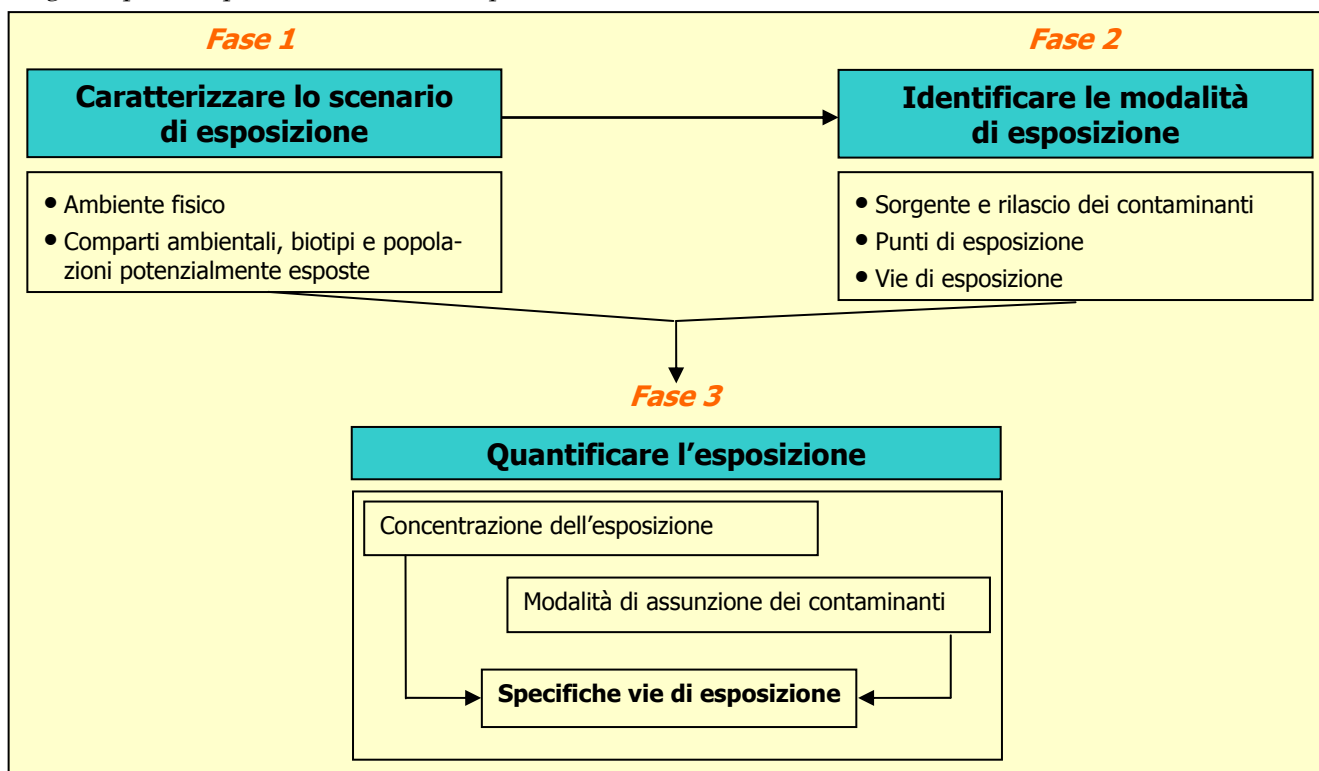 Fase 1
Fase 2
Caratterizzare lo scenario
di esposizione
Identificare le modalità
di esposizione
• Ambiente fisico
• Comparti ambientali, biotipi e popola-
zioni potenzialmente esposte
• Sorgente e rilascio dei contaminanti
• Punti di esposizione
• Vie di esposizione
Fase 3
Quantificare l'esposizione
Concentrazione dell'esposizione
Modalità di assunzione dei contaminanti
Specifiche vie di esposizione